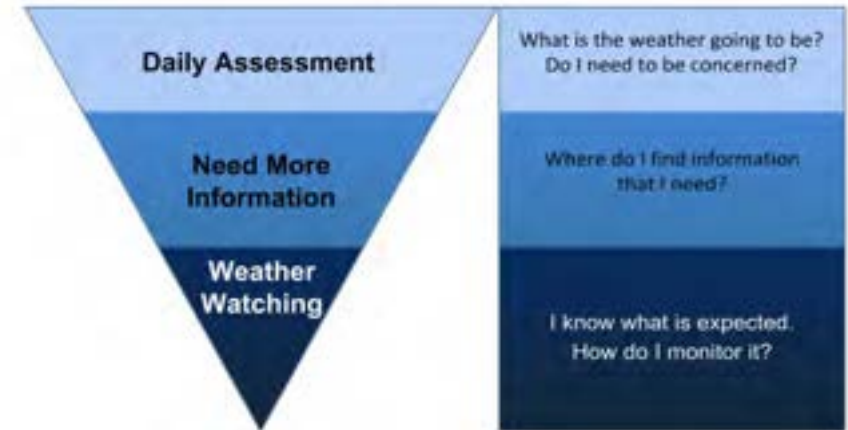 Daily Assessment
What is the weather going to be?
Do I need to be concerned?
Need More
Information
Where do I find information
that I need?
Weather
Watching
I know what is expected.
How do I monitor it?